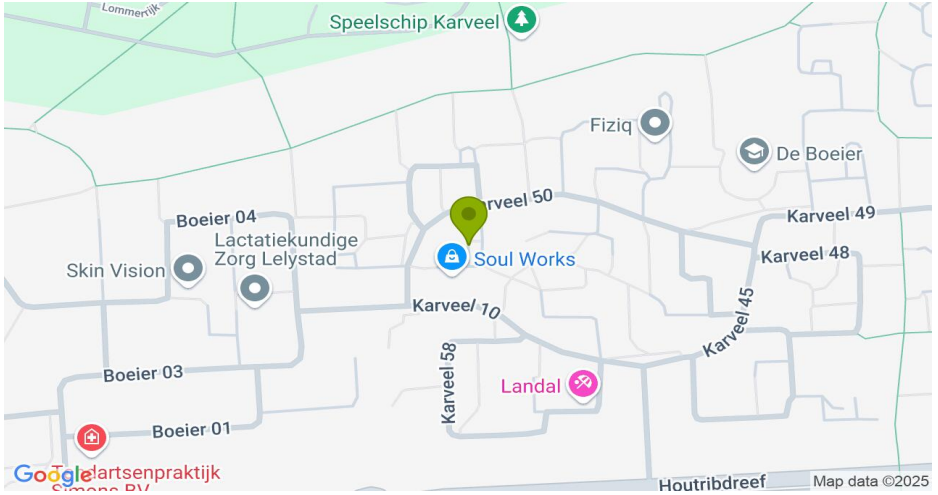 Lommerrijk
Speelschip Karveel
Fiziq
De Boeier
Karveel 50
Boeier 04
Karveel 49
Lactatiekundige
Zorg Lelystad
Karveel 48
Skin Vision
Soul Works
Karveel 10
Karveel 45
Karveel 58
Boeier 03
Landal
Boeier 01
Google
Tandartsenpraktijk
Simons BV
Houtribdreef
Map data ©2025